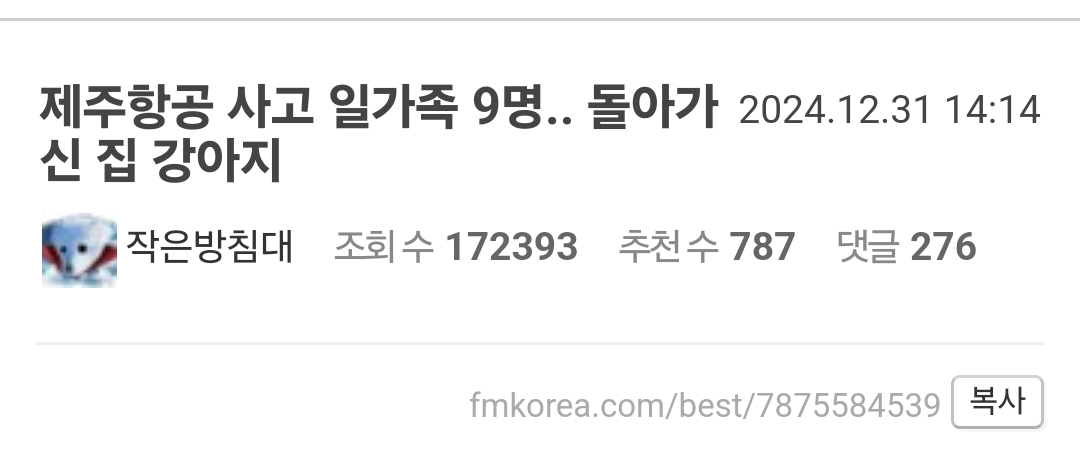 제주항공 사고 일가족 9명.. 돌아가 2024.12.31 14:14
신 집 강아지
작은방침대 조회 수 172393 추천 수 787 댓글 276
fmkorea.com/best/7875584539 복사